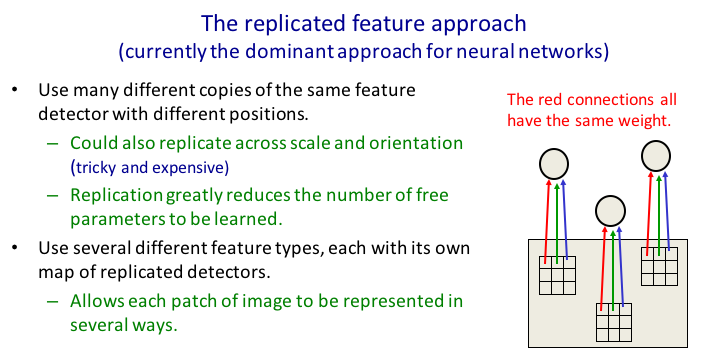 The replicated feature approach
(currently the dominant approach for neural networks)
• Use many different copies of the same feature
detector with different positions.
– Could also replicate across scale and orientation
(tricky and expensive)
– Replication greatly reduces the number of free
parameters to be learned.
• Use several different feature types, each with its own
map of replicated detectors.
– Allows each patch of image to be represented in
several ways.
The red connections all
have the same weight.